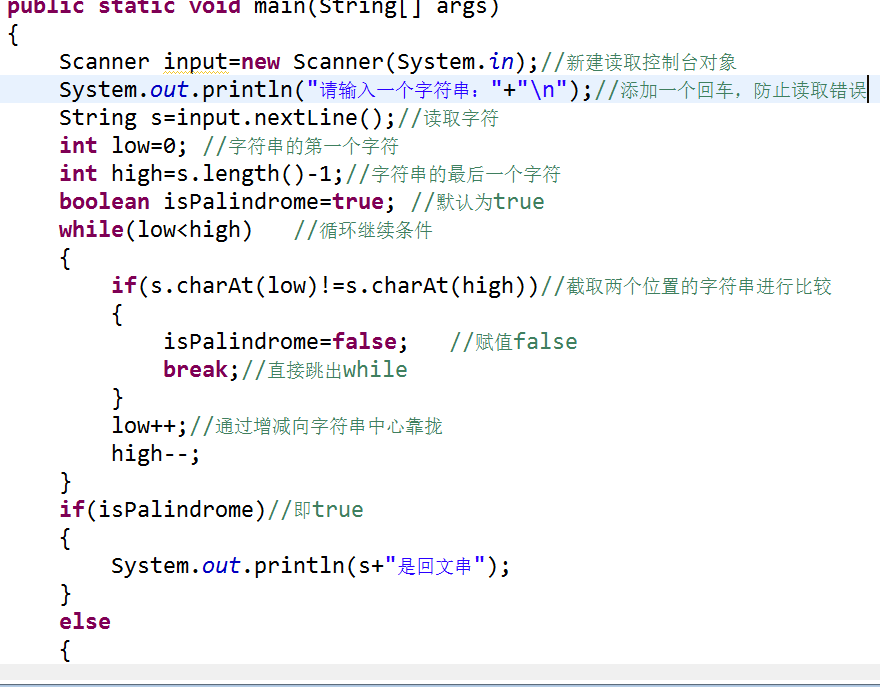 public static void main(String[] args)
{
Scanner input=new Scanner(System.in);//新建读取控制台对象
System.out.println("请输入一个字符串："+"\n");//添加一个回车，防止读取错误
String s=input.nextLine();//读取字符
int low=0; //字符串的第一个字符
int high=s.length()-1;//字符串的最后一个字符
boolean isPalindrome=true; //默认为true
while(low<high) //循环继续条件
{
if(s.charAt(low)!=s.charAt(high))//截取两个位置的字符串进行比较
{
isPalindrome=false; //赋值false
break;//直接跳出while
}
low++;//通过增减向字符串中心靠拢
high--;
}
if(isPalindrome)//即true
{
System.out.println(s+"是回文串");
}
else
{